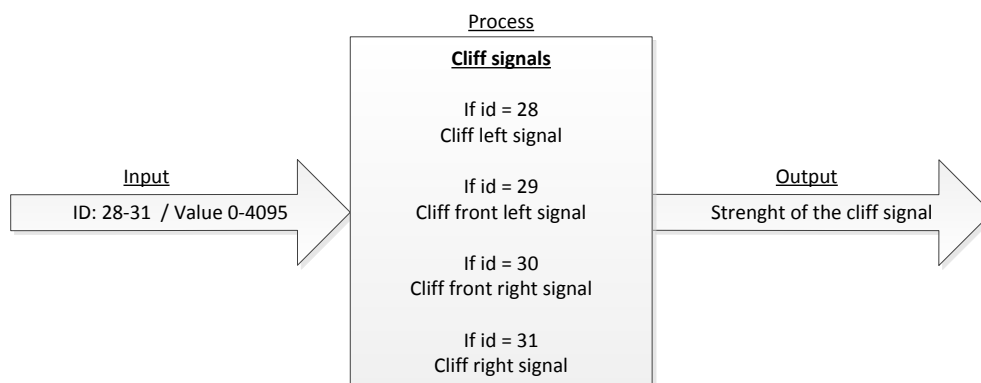 Process
Cliff signals
If id = 28
Cliff left signal
If id = 29
Cliff front left signal
If id = 30
Cliff front right signal
If id = 31
Cliff right signal
Input
ID: 28-31 / Value 0-4095
Output
Strenght of the cliff signal